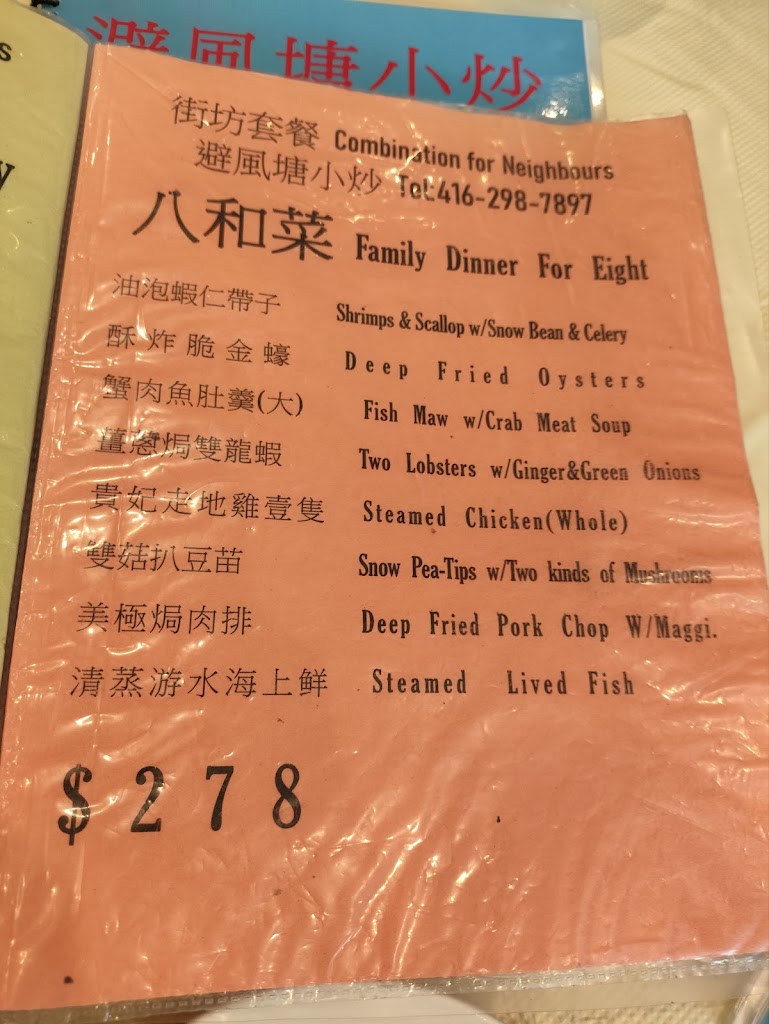 避風塘小炒
街坊套餐 Combination for Neighbours
避風塘小炒 Tel:416-298-7897
八和菜 Family Dinner For Eight
油泡蝦仁帶子 Shrimps & Scallop w/Snow Bean & Celery
酥炸脆金蠔 Deep Fried Oysters
蟹肉魚肚羹(大) Fish Maw w/Crab Meat Soup
薑蔥焗雙龍蝦 Two Lobsters w/Ginger&Green Onions
貴妃走地雞壹隻 Steamed Chicken(Whole)
雙菇扒豆苗 Snow Pea-Tips w/Two kinds of Mushrooms
美極焗肉排 Deep Fried Pork Chop W/Maggi.
清蒸游水海上鮮 Steamed Lived Fish
$278